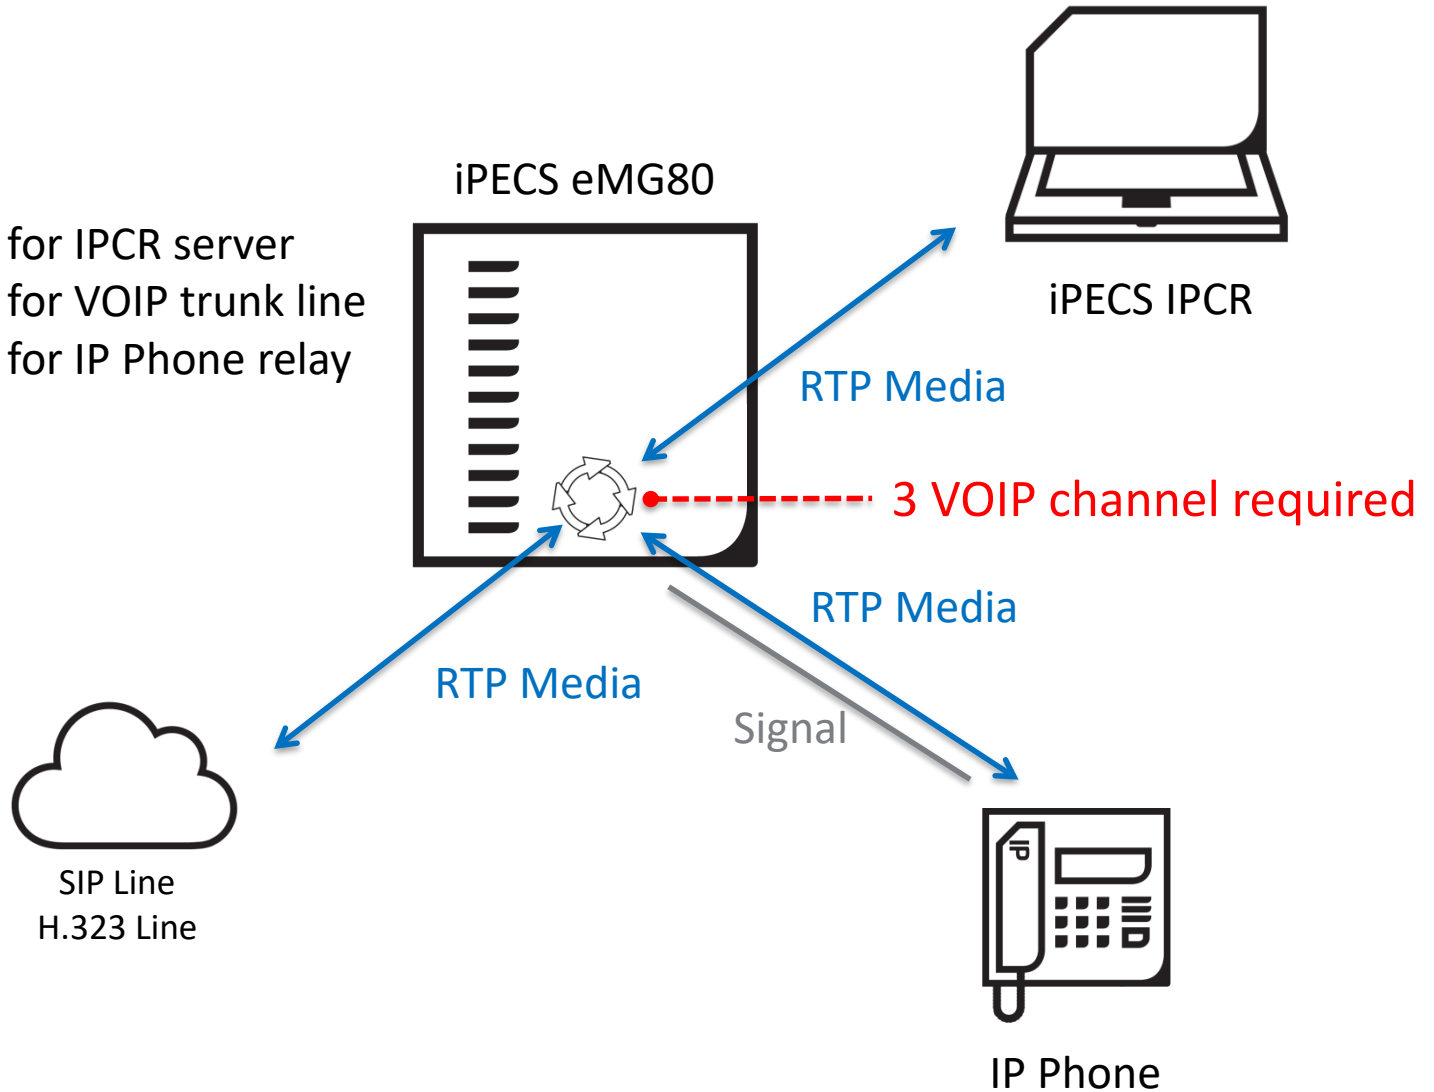 iPECS eMG80
for IPCR server
for VOIP trunk line
for IP Phone relay
iPECS IPCR
RTP Media
3 VOIP channel required
RTP Media
RTP Media
Signal
SIP Line
H.323 Line
IP
IP Phone